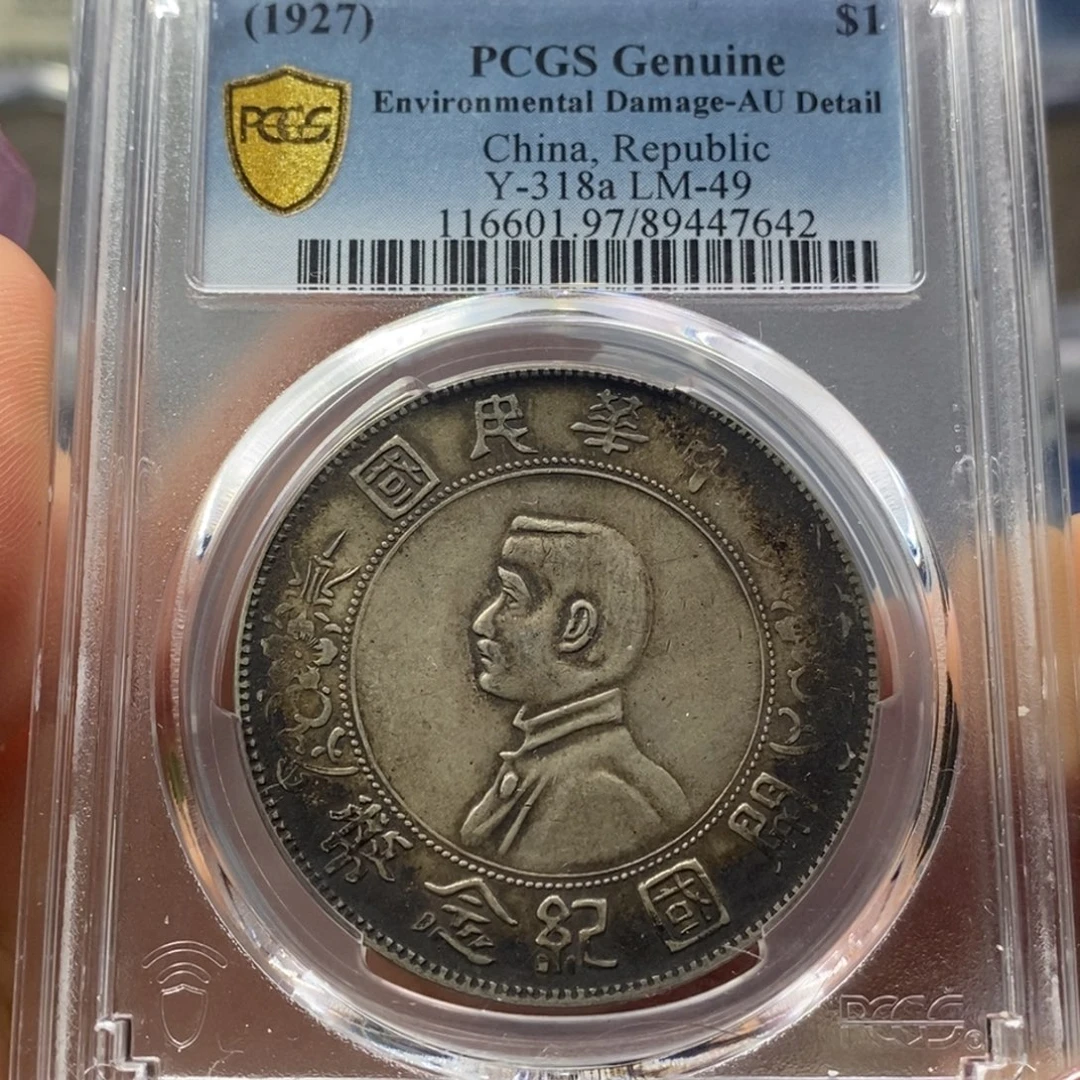 (1927) $1
PCGS Genuine
PCGS
Environmental Damage-AU Detail
China, Republic
Y-318a LM-49
116601.97/89447642
中華民國
開國紀念幣
PCGS